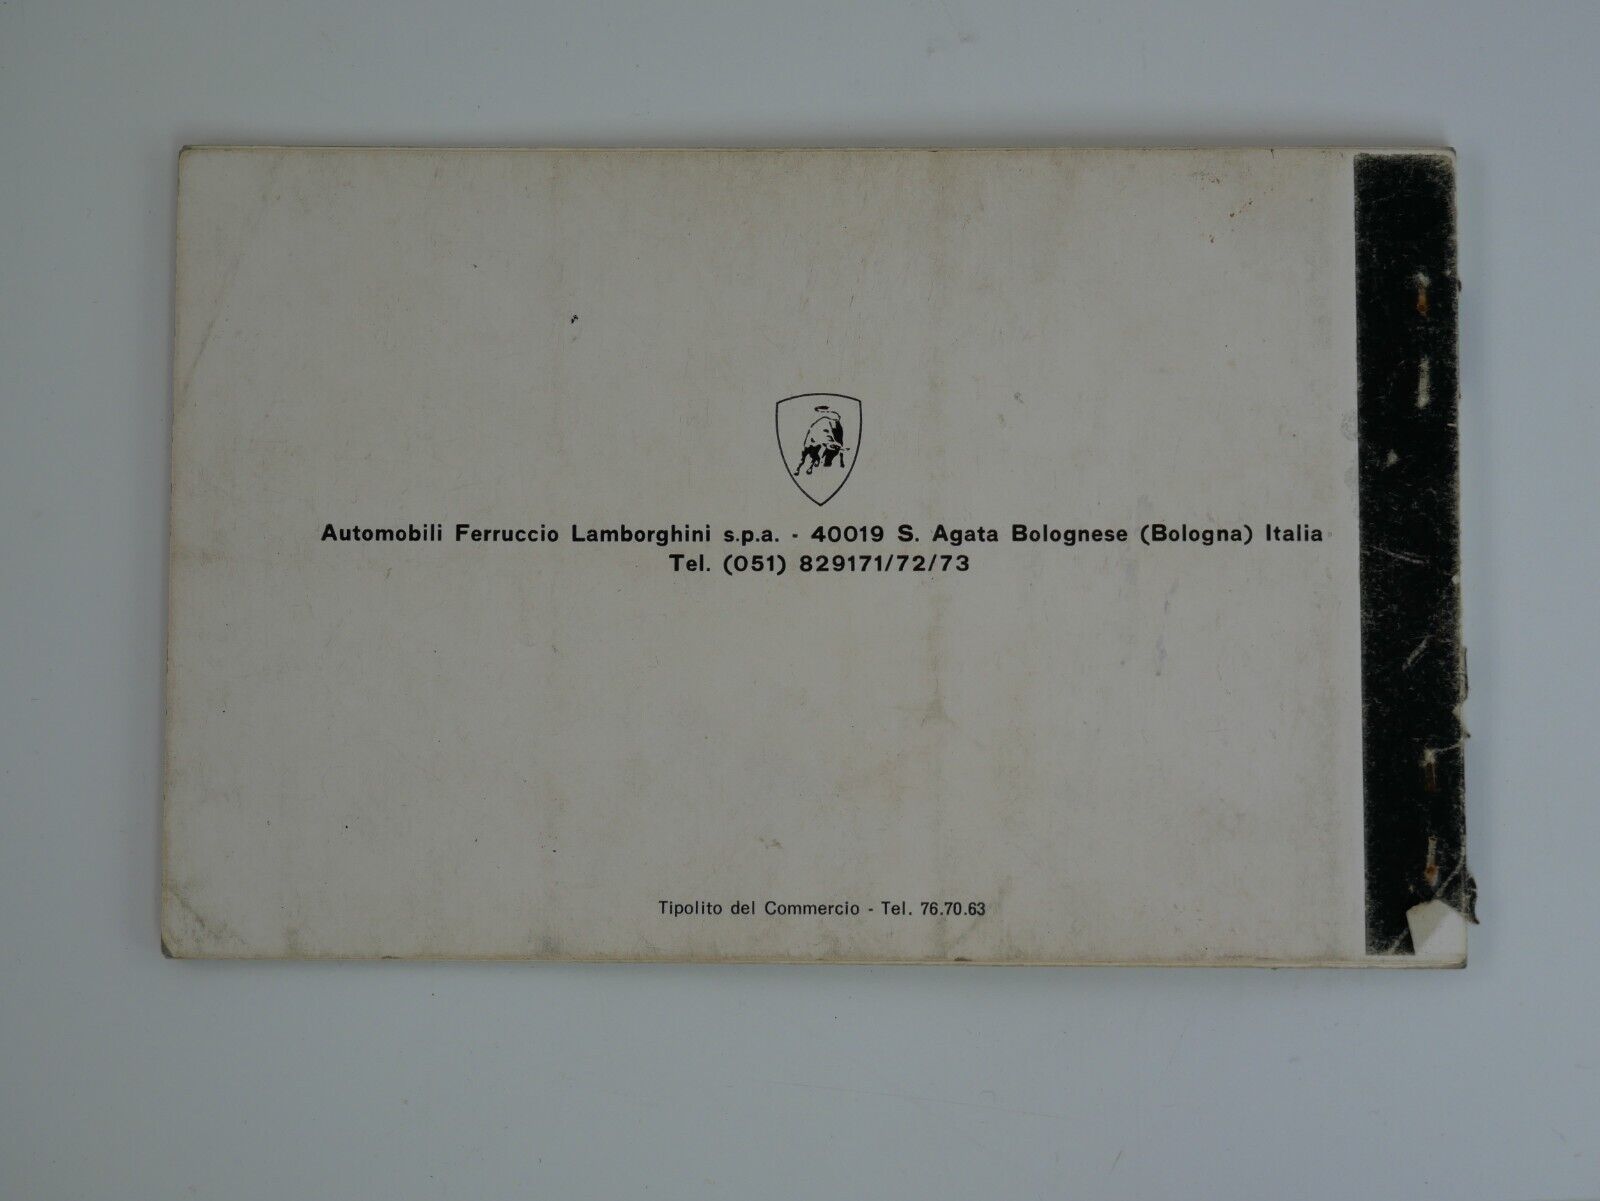 Automobili Ferruccio Lamborghini s.p.a. - 40019 S. Agata Bolognese (Bologna) Italia
Tel. (051) 829171/72/73
Tipolito del Commercio - Tel. 76.70.63